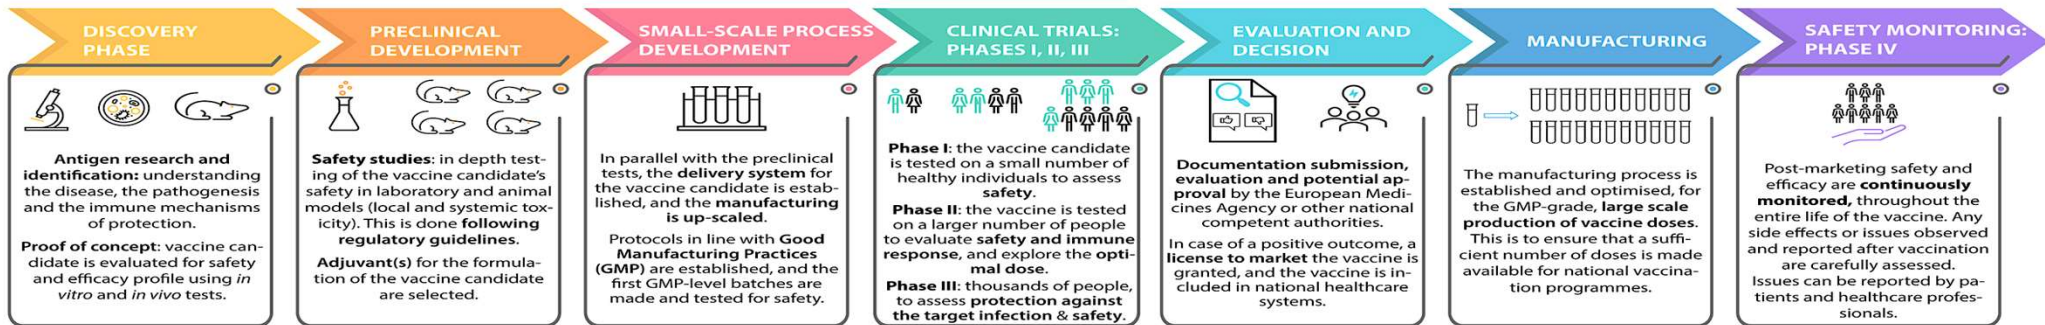 DISCOVERY
PHASE
Antigen research and
identification: understanding
the disease, the pathogenesis
and the immune mechanisms
of protection.
Proof of concept: vaccine can-
didate is evaluated for safety
and efficacy profile using in
vitro and in vivo tests.
PRECLINICAL
DEVELOPMENT
Safety studies: in depth test-
ing of the vaccine candidate's
safety in laboratory and animal
models (local and systemic tox-
icity). This is done following
regulatory guidelines.
Adjuvant(s) for the formula-
tion of the vaccine candidate
are selected.
SMALL-SCALE PROCESS
DEVELOPMENT
In parallel with the preclinical
tests, the delivery system for
the vaccine candidate is estab-
lished, and the manufacturing
is up-scaled.
Protocols in line with Good
Manufacturing Practices
(GMP) are established, and the
first GMP-level batches are
made and tested for safety.
CLINICAL TRIALS:
PHASES I, II, III
Phase I: the vaccine candidate
is tested on a small number of
healthy individuals to assess
safety.
Phase II: the vaccine is tested
on a larger number of people
to evaluate safety and immune
response, and explore the opti-
mal dose.
Phase III: thousands of people,
to assess protection against
the target infection & safety.
EVALUATION AND
DECISION
Documentation submission,
evaluation and potential ap-
proval by the European Medi-
cines Agency or other national
competent authorities.
In case of a positive outcome, a
license to market the vaccine is
granted, and the vaccine is in-
cluded in national healthcare
systems.
MANUFACTURING
The manufacturing process is
established and optimised, for
the GMP-grade, large scale
production of vaccine doses.
This is to ensure that a suffi-
cient number of doses is made
available for national vaccina-
tion programmes.
SAFETY MONITORING:
PHASE IV
Post-marketing safety and
efficacy are continuously
monitored, throughout the
entire life of the vaccine. Any
side effects or issues observed
and reported after vaccination
are carefully assessed.
Issues can be reported by pa-
tients and healthcare profes-
sionals.